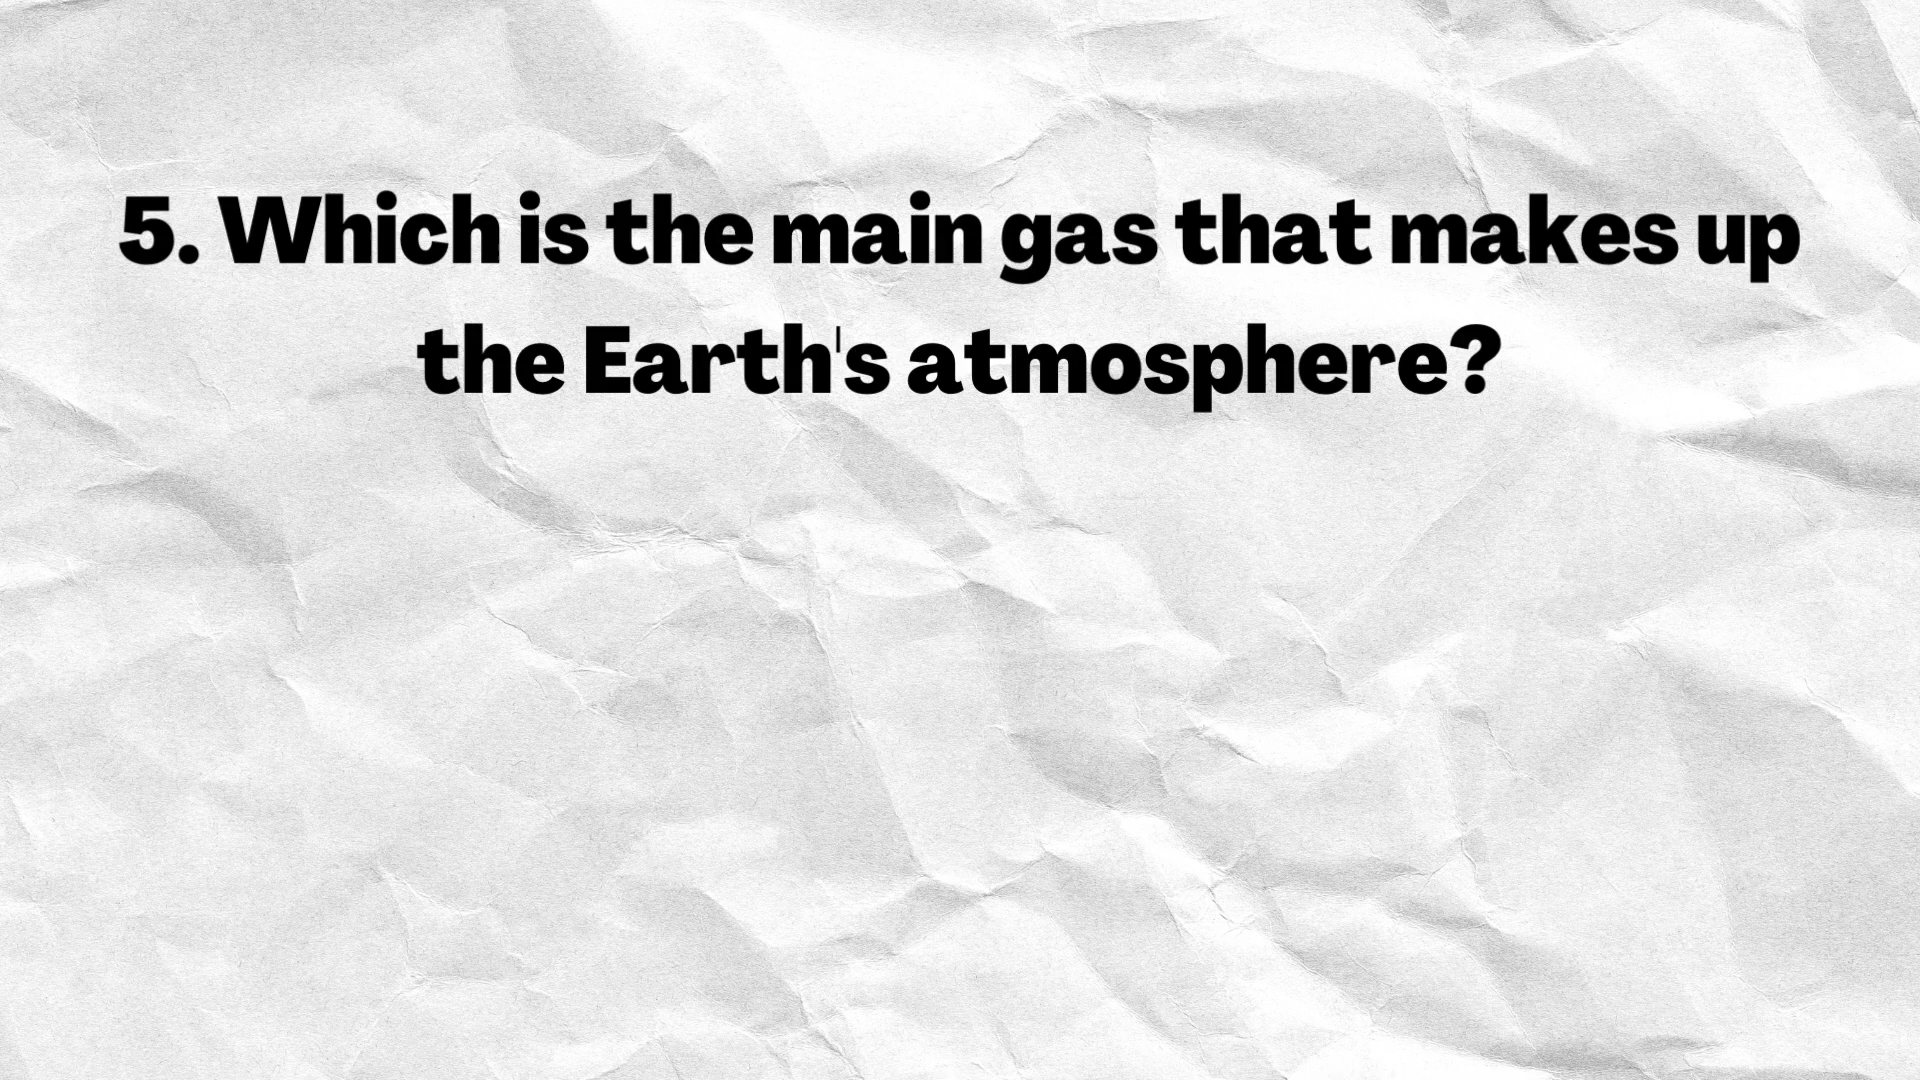 5. Which is the main gas that makes up
the Earth's atmosphere?